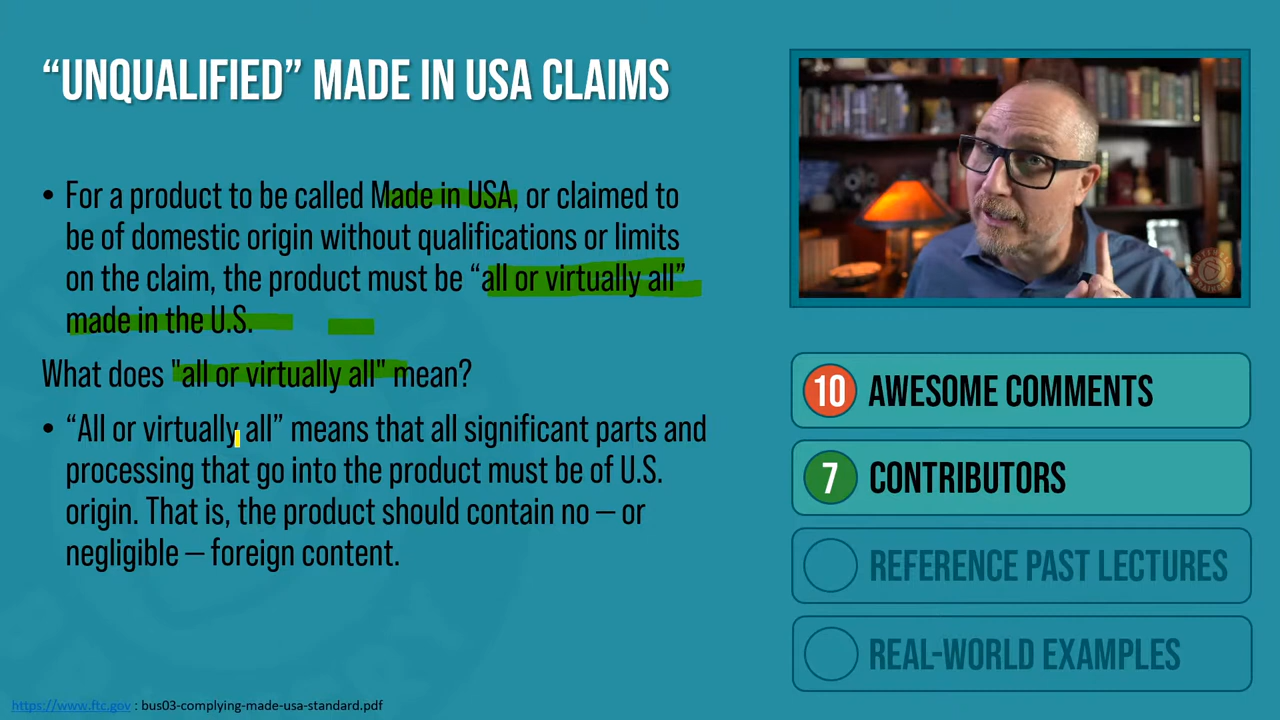 “UNQUALIFIED” MADE IN USA CLAIMS
• For a product to be called Made in USA, or claimed to
be of domestic origin without qualifications or limits
on the claim, the product must be “all or virtually all”
made in the U.S.
What does "all or virtually all" mean?
• “All or virtually all” means that all significant parts and
processing that go into the product must be of U.S.
origin. That is, the product should contain no – or
negligible – foreign content.
https://www.ftc.gov : bus03-complying-made-usa-standard.pdf
10 AWESOME COMMENTS
7 CONTRIBUTORS
REFERENCE PAST LECTURES
REAL-WORLD EXAMPLES